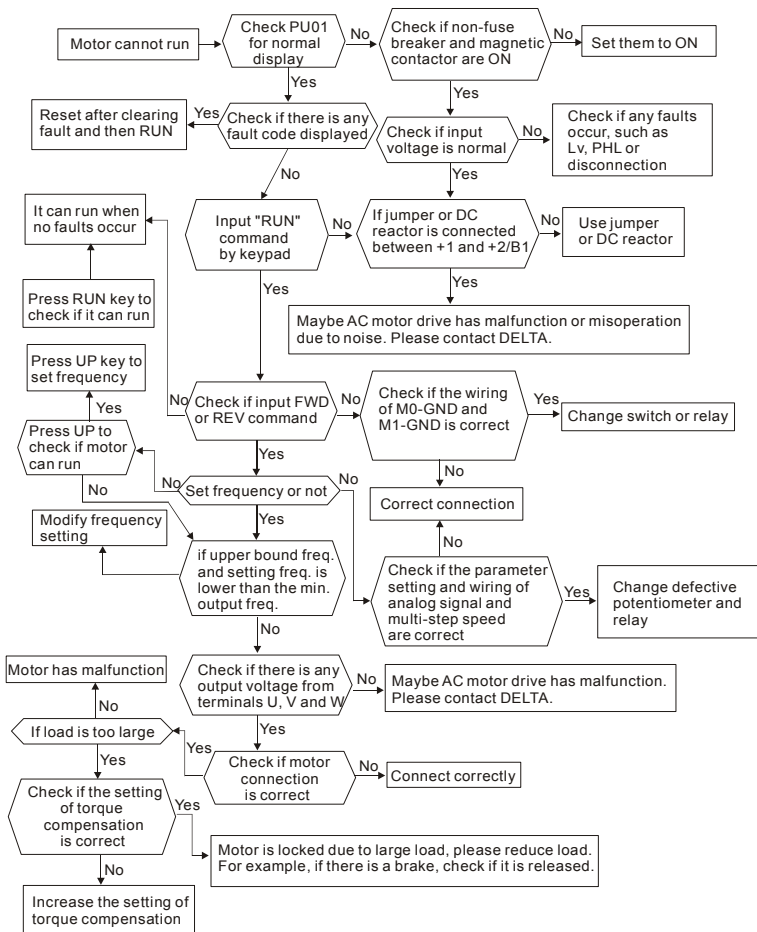 Motor cannot run
Check PU01
for normal
display
No
Check if non-fuse
breaker and magnetic
contactor are ON
No
Set them to ON
Yes
Yes
Reset after clearing
fault and then RUN
Yes
Check if there is any
fault code displayed
Check if input
voltage is normal
No
Check if any faults
occur, such as
Lv, PHL or
disconnection
No
Yes
It can run when
no faults occur
Input "RUN"
command
by keypad
No
If jumper or DC
reactor is connected
between +1 and +2/B1
No
Use jumper
or DC reactor
Press RUN key to
check if it can run
Yes
Yes
Maybe AC motor drive has malfunction or misoperation
due to noise. Please contact DELTA.
Press UP key to
set frequency
No
Check if input FWD
or REV command
No
Check if the wiring
of M0-GND and
M1-GND is correct
Yes
Change switch or relay
Yes
Press UP to
check if motor
can run
Yes
No
No
Set frequency or not
No
Correct connection
No
Yes
No
Modify frequency
setting
if upper bound freq.
and setting freq. is
lower than the min.
output freq.
Check if the parameter
setting and wiring of
analog signal and
multi-step speed
are correct
Yes
Change defective
potentiometer and
relay
No
Motor has malfunction
Check if there is any
output voltage from
terminals U, V and W
No
Maybe AC motor drive has malfunction.
Please contact DELTA.
No
If load is too large
Yes
Yes
Check if motor
connection
is correct
No
Connect correctly
Yes
Check if the setting
of torque
compensation
is correct
Yes
Motor is locked due to large load, please reduce load.
For example, if there is a brake, check if it is released.
No
Increase the setting of
torque compensation